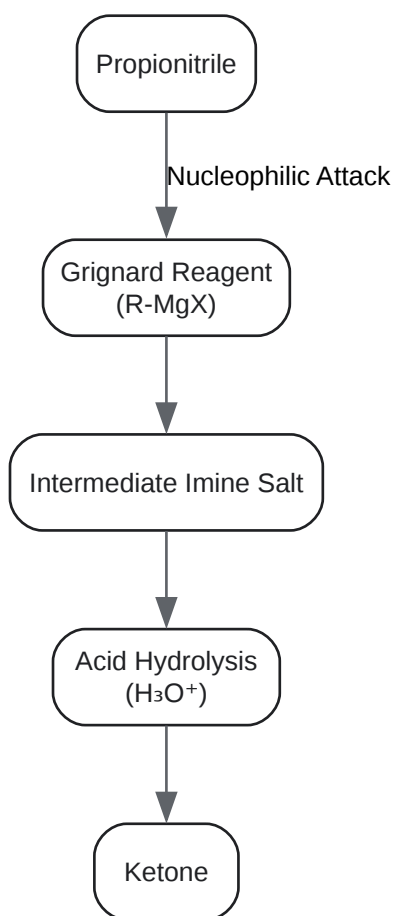 Propionitrile
Nucleophilic Attack
Grignard Reagent
(R-MgX)
Intermediate Imine Salt
Acid Hydrolysis
(H₃O⁺)
Ketone